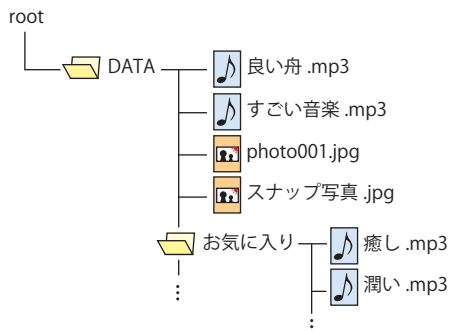 root
DATA
良い舟 .mp3
すごい音楽 .mp3
photo001.jpg
スナップ写真 .jpg
お気に入り
癒し .mp3
潤い .mp3